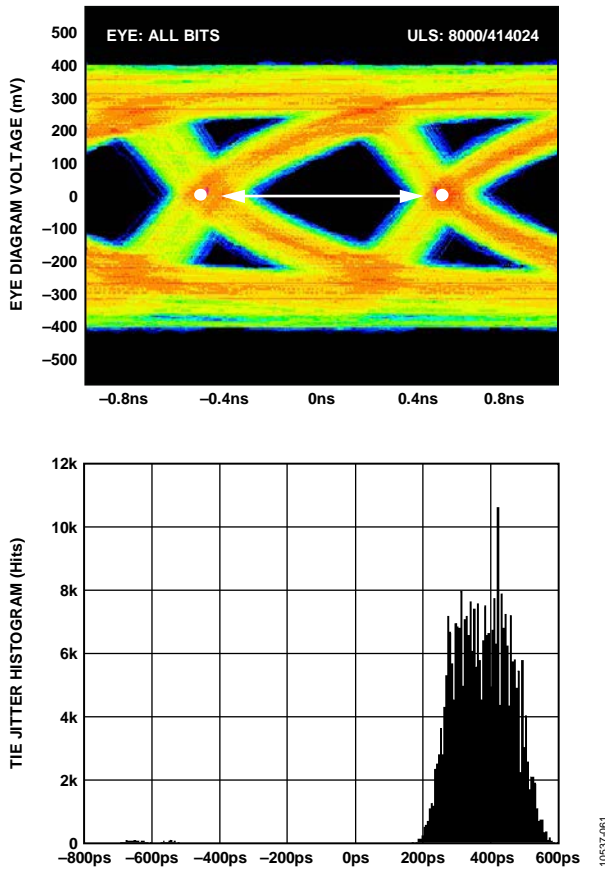 EYE DIAGRAM VOLTAGE (mV)
500
400
300
200
100
0
–100
–200
–300
–400
–500
EYE: ALL BITS ULS: 8000/414024
–0.8ns –0.4ns 0ns 0.4ns 0.8ns
TIE JITTER HISTOGRAM (Hits)
12k
10k
8k
6k
4k
2k
0
–800ps –600ps –400ps –200ps 0ps 200ps 400ps 600ps
10537-061